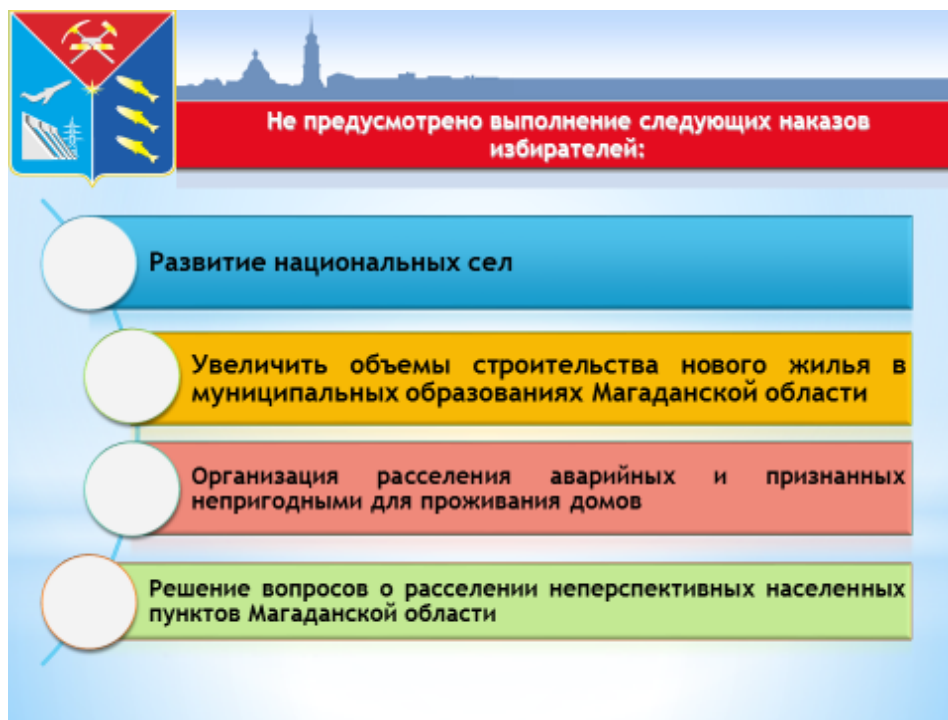 Не предусмотрено выполнение следующих наказов
избирателей:
Развитие национальных сел
Увеличить объемы строительства нового жилья в
муниципальных образованиях Магаданской области
Организация расселения аварийных и признанных
непригодными для проживания домов
Решение вопросов о расселении неперспективных населенных
пунктов Магаданской области